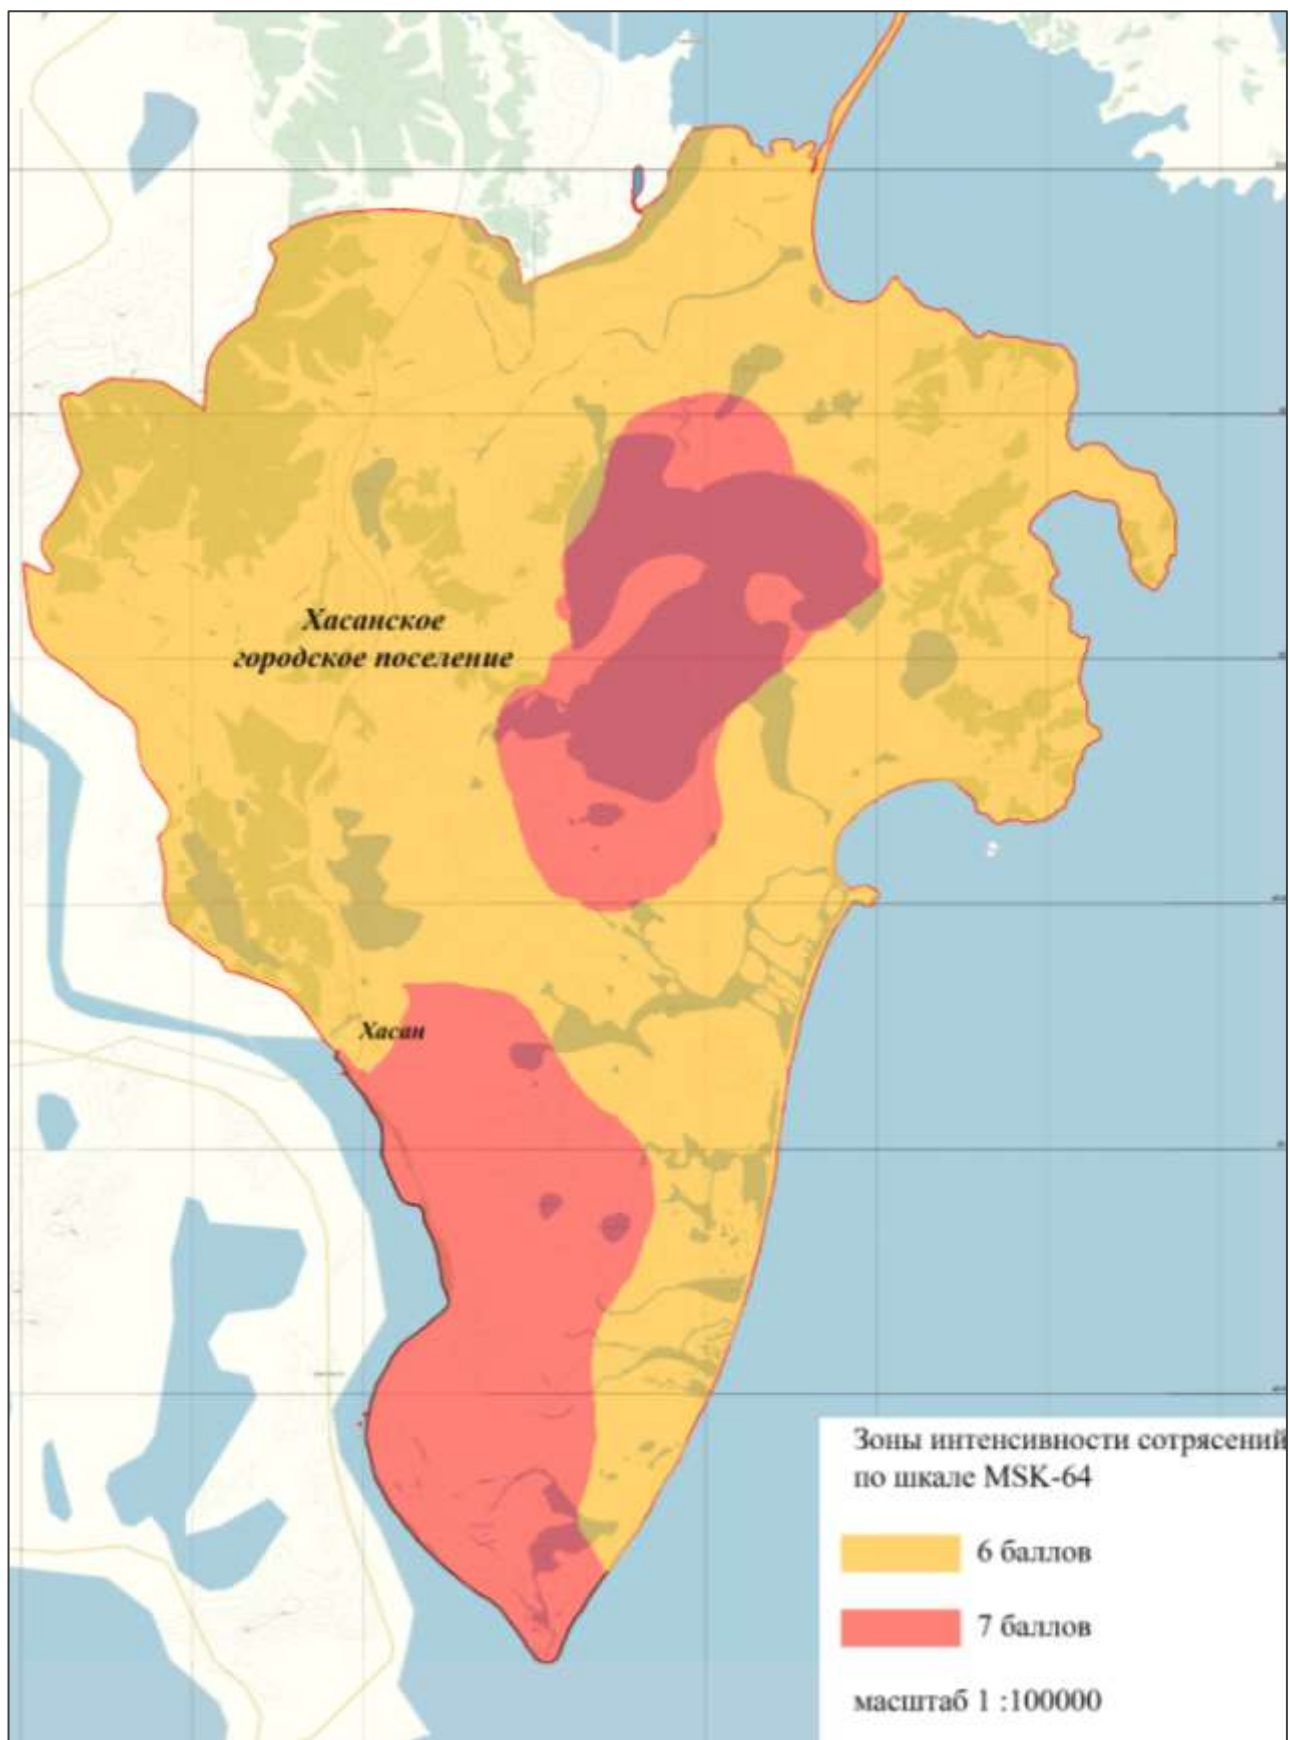 Хасанское
городское поселение
Хасан
Зоны интенсивности сотрясений
по шкале MSK-64
6 баллов
7 баллов
масштаб 1 :100000